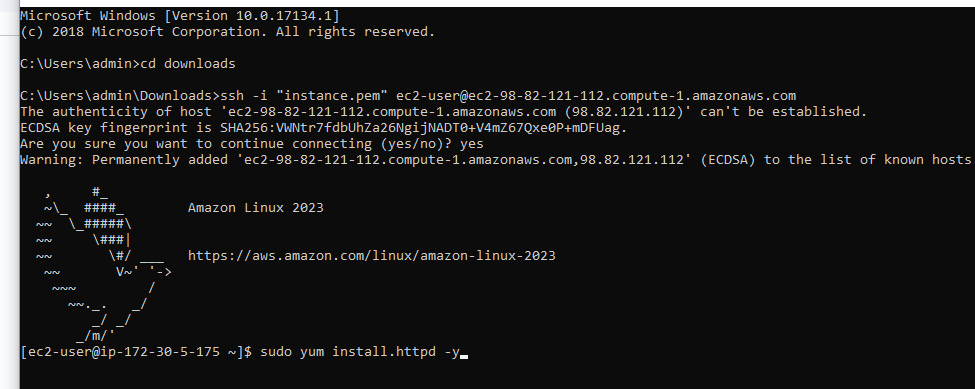 Microsoft Windows [Version 10.0.17134.1]
(c) 2018 Microsoft Corporation. All rights reserved.

C:\Users\admin>cd downloads

C:\Users\admin\Downloads>ssh -i "instance.pem" ec2-user@ec2-98-82-121-112.compute-1.amazonaws.com
The authenticity of host 'ec2-98-82-121-112.compute-1.amazonaws.com (98.82.121.112)' can't be established.
ECDSA key fingerprint is SHA256:VWNtr7fdbUhZa26NgijNADT0+V4mZ67Qxe0P+mDFUag.
Are you sure you want to continue connecting (yes/no)? yes
Warning: Permanently added 'ec2-98-82-121-112.compute-1.amazonaws.com,98.82.121.112' (ECDSA) to the list of known hosts

   ,     #_
   ~\_  ####_        Amazon Linux 2023
  ~~  \_#####\
  ~~     \###|
  ~~       \#/ ___   https://aws.amazon.com/linux/amazon-linux-2023
   ~~       V~' '->
    ~~~         /
      ~~._.   _/
         _/ _/
       _/m/'
[ec2-user@ip-172-30-5-175 ~]$ sudo yum install.httpd -y